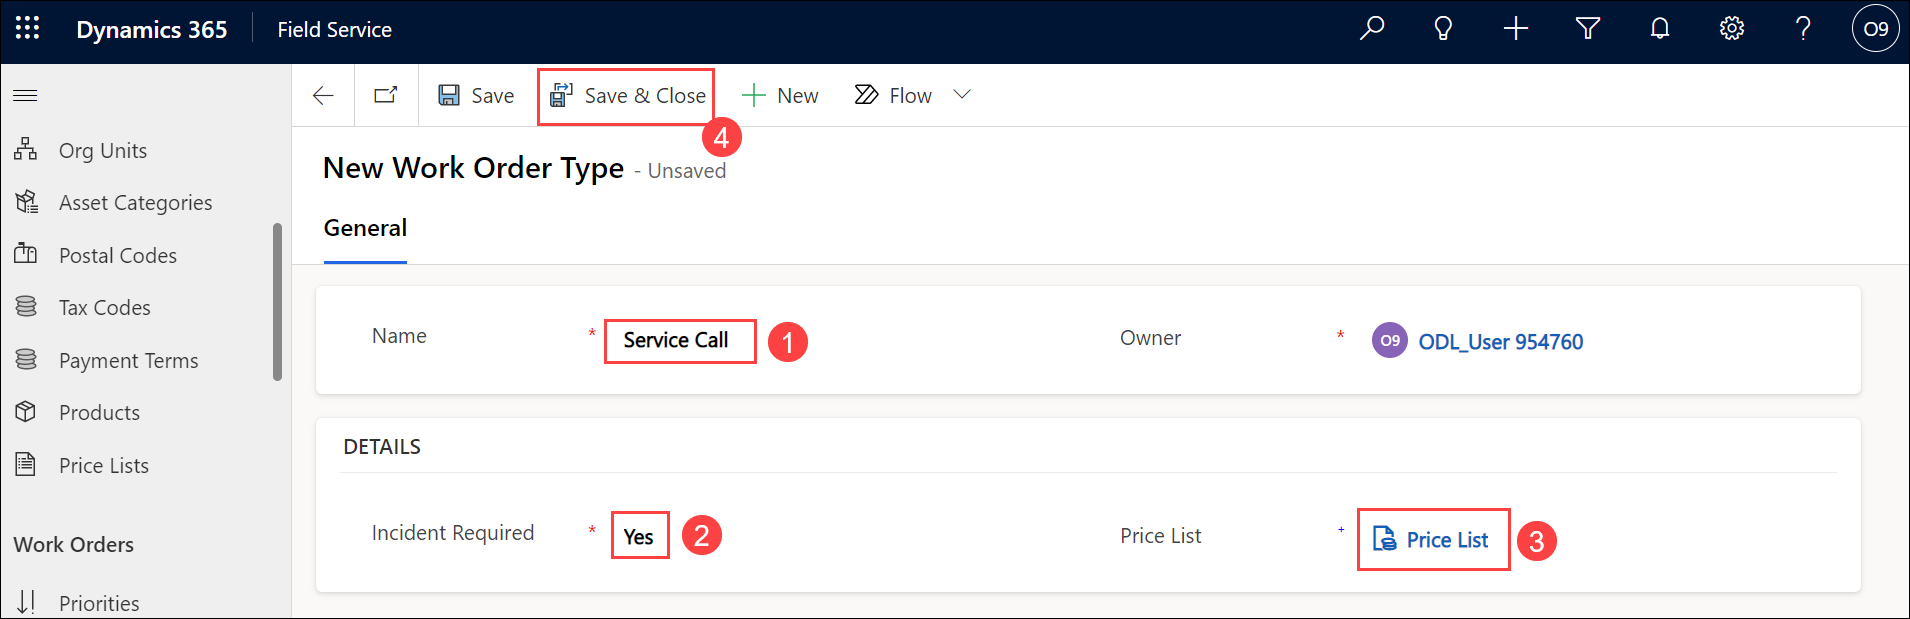 Dynamics 365
Field Service
O9
Save
Save & Close
New
Flow
4
Org Units
Asset Categories
Postal Codes
Tax Codes
Payment Terms
Products
Price Lists
Work Orders
Priorities
New Work Order Type - Unsaved
General
Name * Service Call 1
Owner * O9 ODL_User 954760
DETAILS
Incident Required * Yes 2
Price List + Price List 3